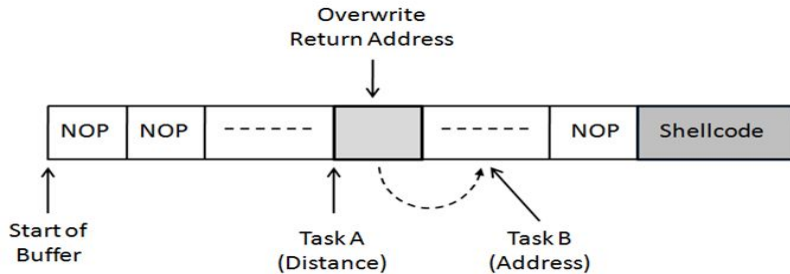 Overwrite
Return Address
NOP NOP NOP Shellcode
Start of
Buffer
Task A
(Distance)
Task B
(Address)